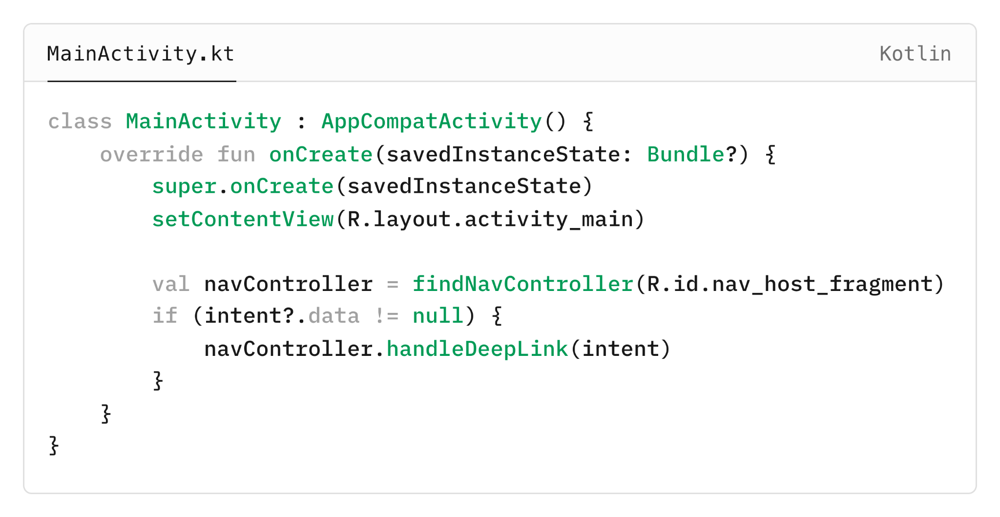 MainActivity.kt
Kotlin
class MainActivity : AppCompatActivity() {
    override fun onCreate(savedInstanceState: Bundle?) {
        super.onCreate(savedInstanceState)
        setContentView(R.layout.activity_main)

        val navController = findNavController(R.id.nav_host_fragment)
        if (intent?.data != null) {
            navController.handleDeepLink(intent)
        }
    }
}